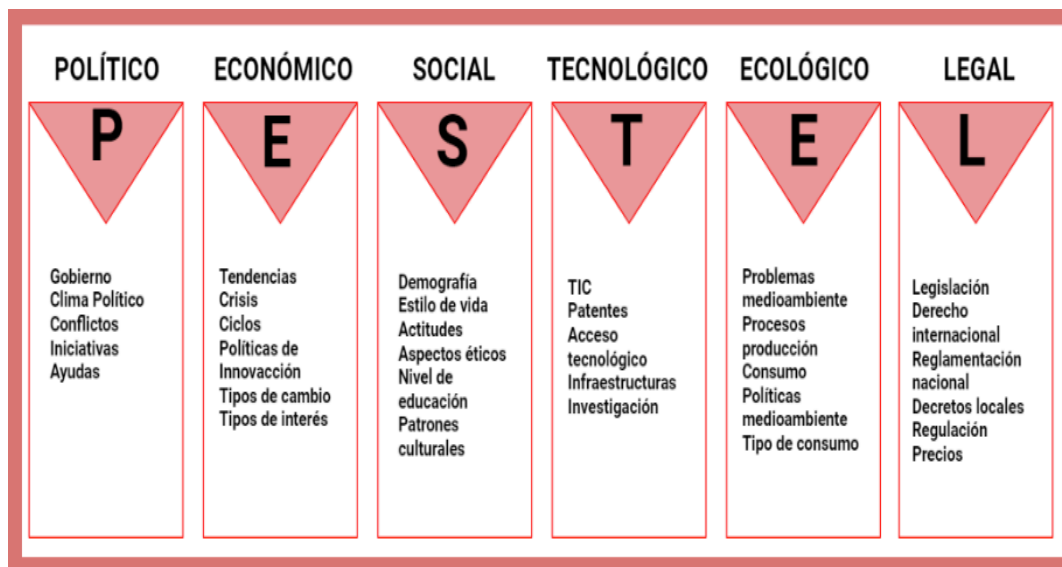 POLÍTICO
P
Gobierno
Clima Político
Conflictos
Iniciativas
Ayudas
ECONÓMICO
E
Tendencias
Crisis
Ciclos
Políticas de
Innovacción
Tipos de cambio
Tipos de interés
SOCIAL
S
Demografía
Estilo de vida
Actitudes
Aspectos éticos
Nivel de
educación
Patrones
culturales
TECNOLÓGICO
T
TIC
Patentes
Acceso
tecnológico
Infraestructuras
Investigación
ECOLÓGICO
E
Problemas
medioambiente
Procesos
producción
Consumo
Políticas
medioambiente
Tipo de consumo
LEGAL
L
Legislación
Derecho
internacional
Reglamentación
nacional
Decretos locales
Regulación
Precios